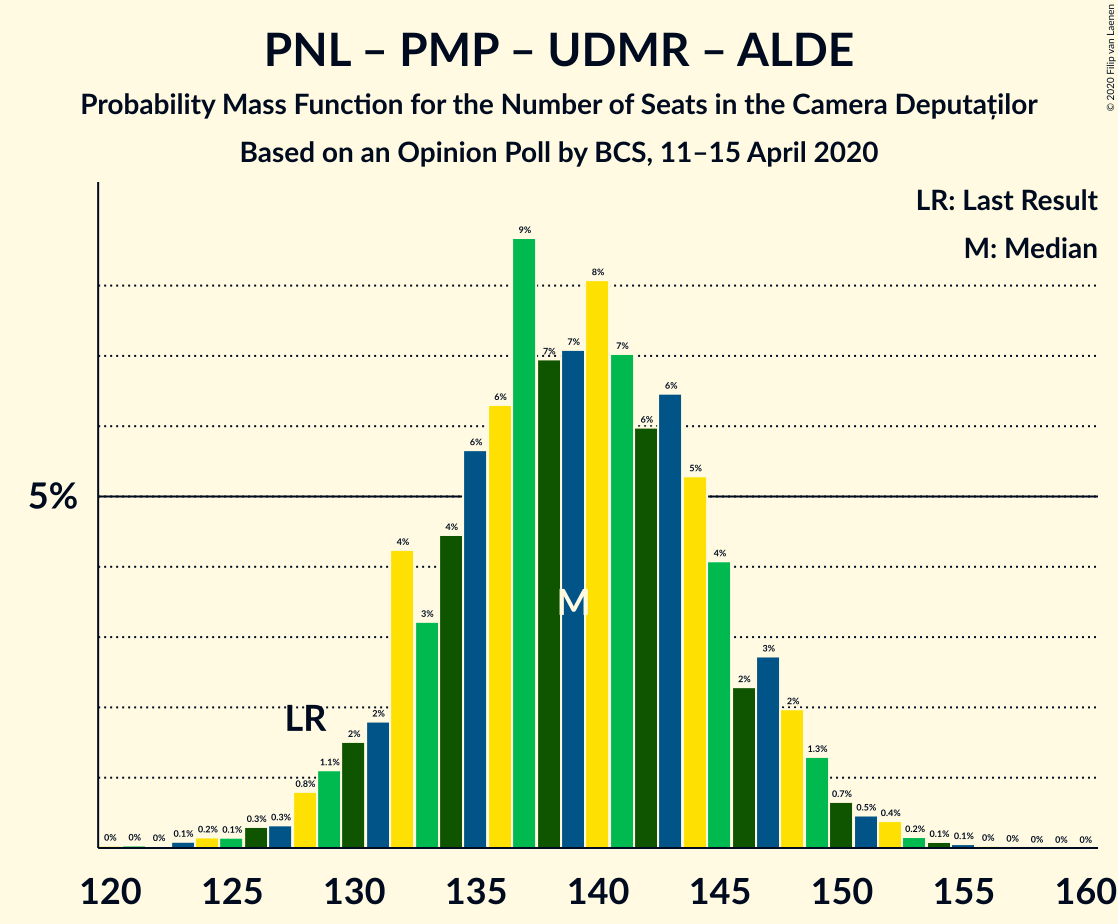 PNL – PMP – UDMR – ALDE
Probability Mass Function for the Number of Seats in the Camera Deputaților
Based on an Opinion Poll by BCS, 11–15 April 2020
© 2020 Filip van Laenen
LR: Last Result
M: Median
5%
0% 0% 0% 0.1% 0.2% 0.1% 0.3% 0.3% 0.8% 1.1% 2% 2% 4% 3% 4% 6% 6% 9% 7% 7% 8% 7% 6% 6% 5% 4% 2% 3% 2% 1.3% 0.7% 0.5% 0.4% 0.2% 0.1% 0.1% 0% 0% 0% 0% 0%
M
LR
120 125 130 135 140 145 150 155 160